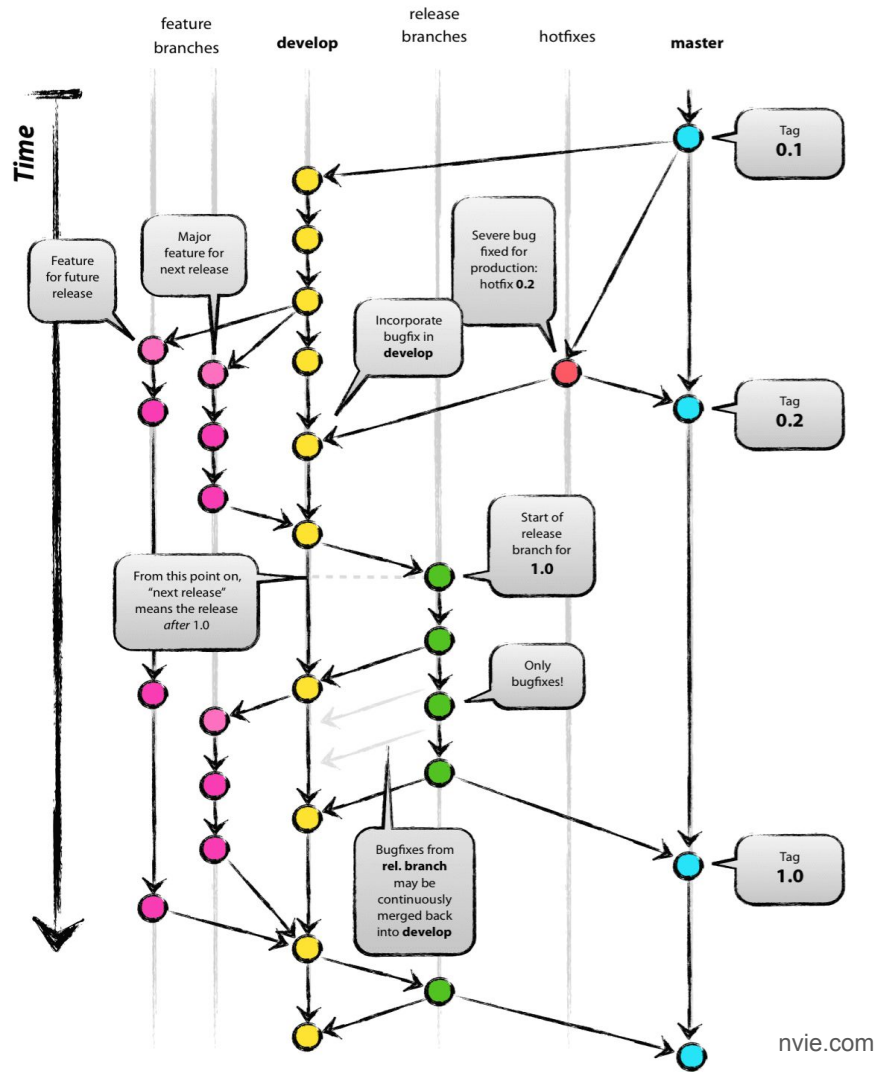 feature
branches
develop
release
branches
hotfixes
master
Time
Tag
0.1
Feature
for future
release
Major
feature for
next release
Severe bug
fixed for
production:
hotfix 0.2
Incorporate
bugfix in
develop
Tag
0.2
Start of
release
branch for
1.0
From this point on,
“next release”
means the release
after 1.0
Only
bugfixes!
Bugfixes from
rel. branch
may be
continuously
merged back
into develop
Tag
1.0
nvie.com